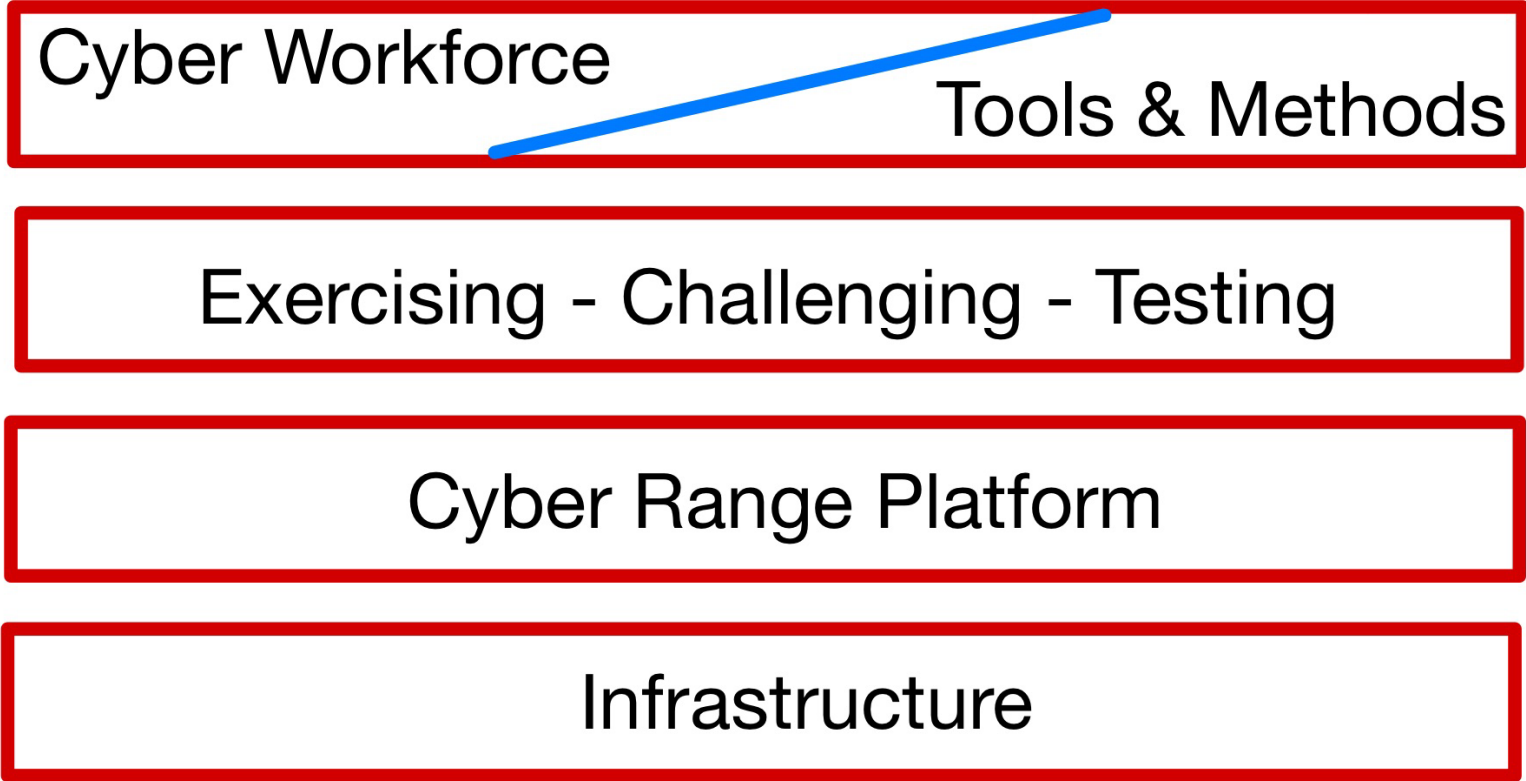 Cyber Workforce
Tools & Methods
Exercising - Challenging - Testing
Cyber Range Platform
Infrastructure